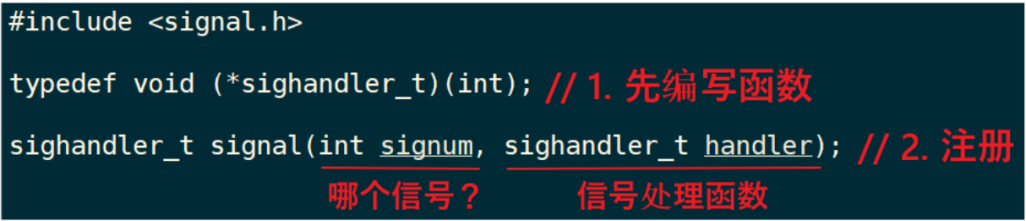 #include <signal.h>
typedef void (*sighandler_t)(int); // 1. 先编写函数
sighandler_t signal(int signum, sighandler_t handler); // 2. 注册
哪个信号？ 信号处理函数